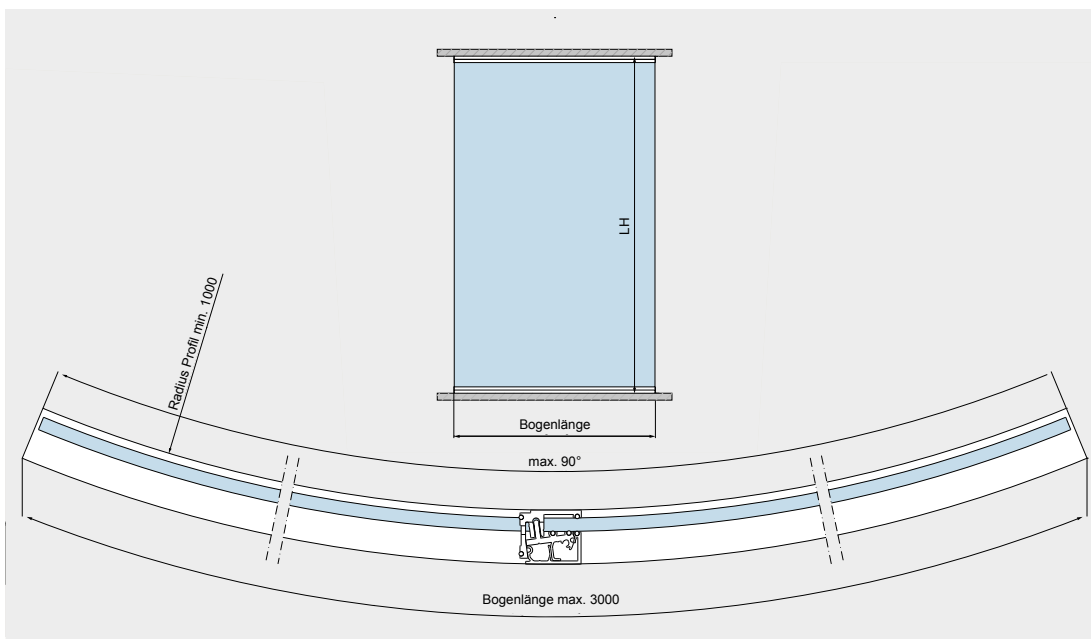 LH
Bogenlänge
Radius Profil min. 1000
max. 90°
Bogenlänge max. 3000